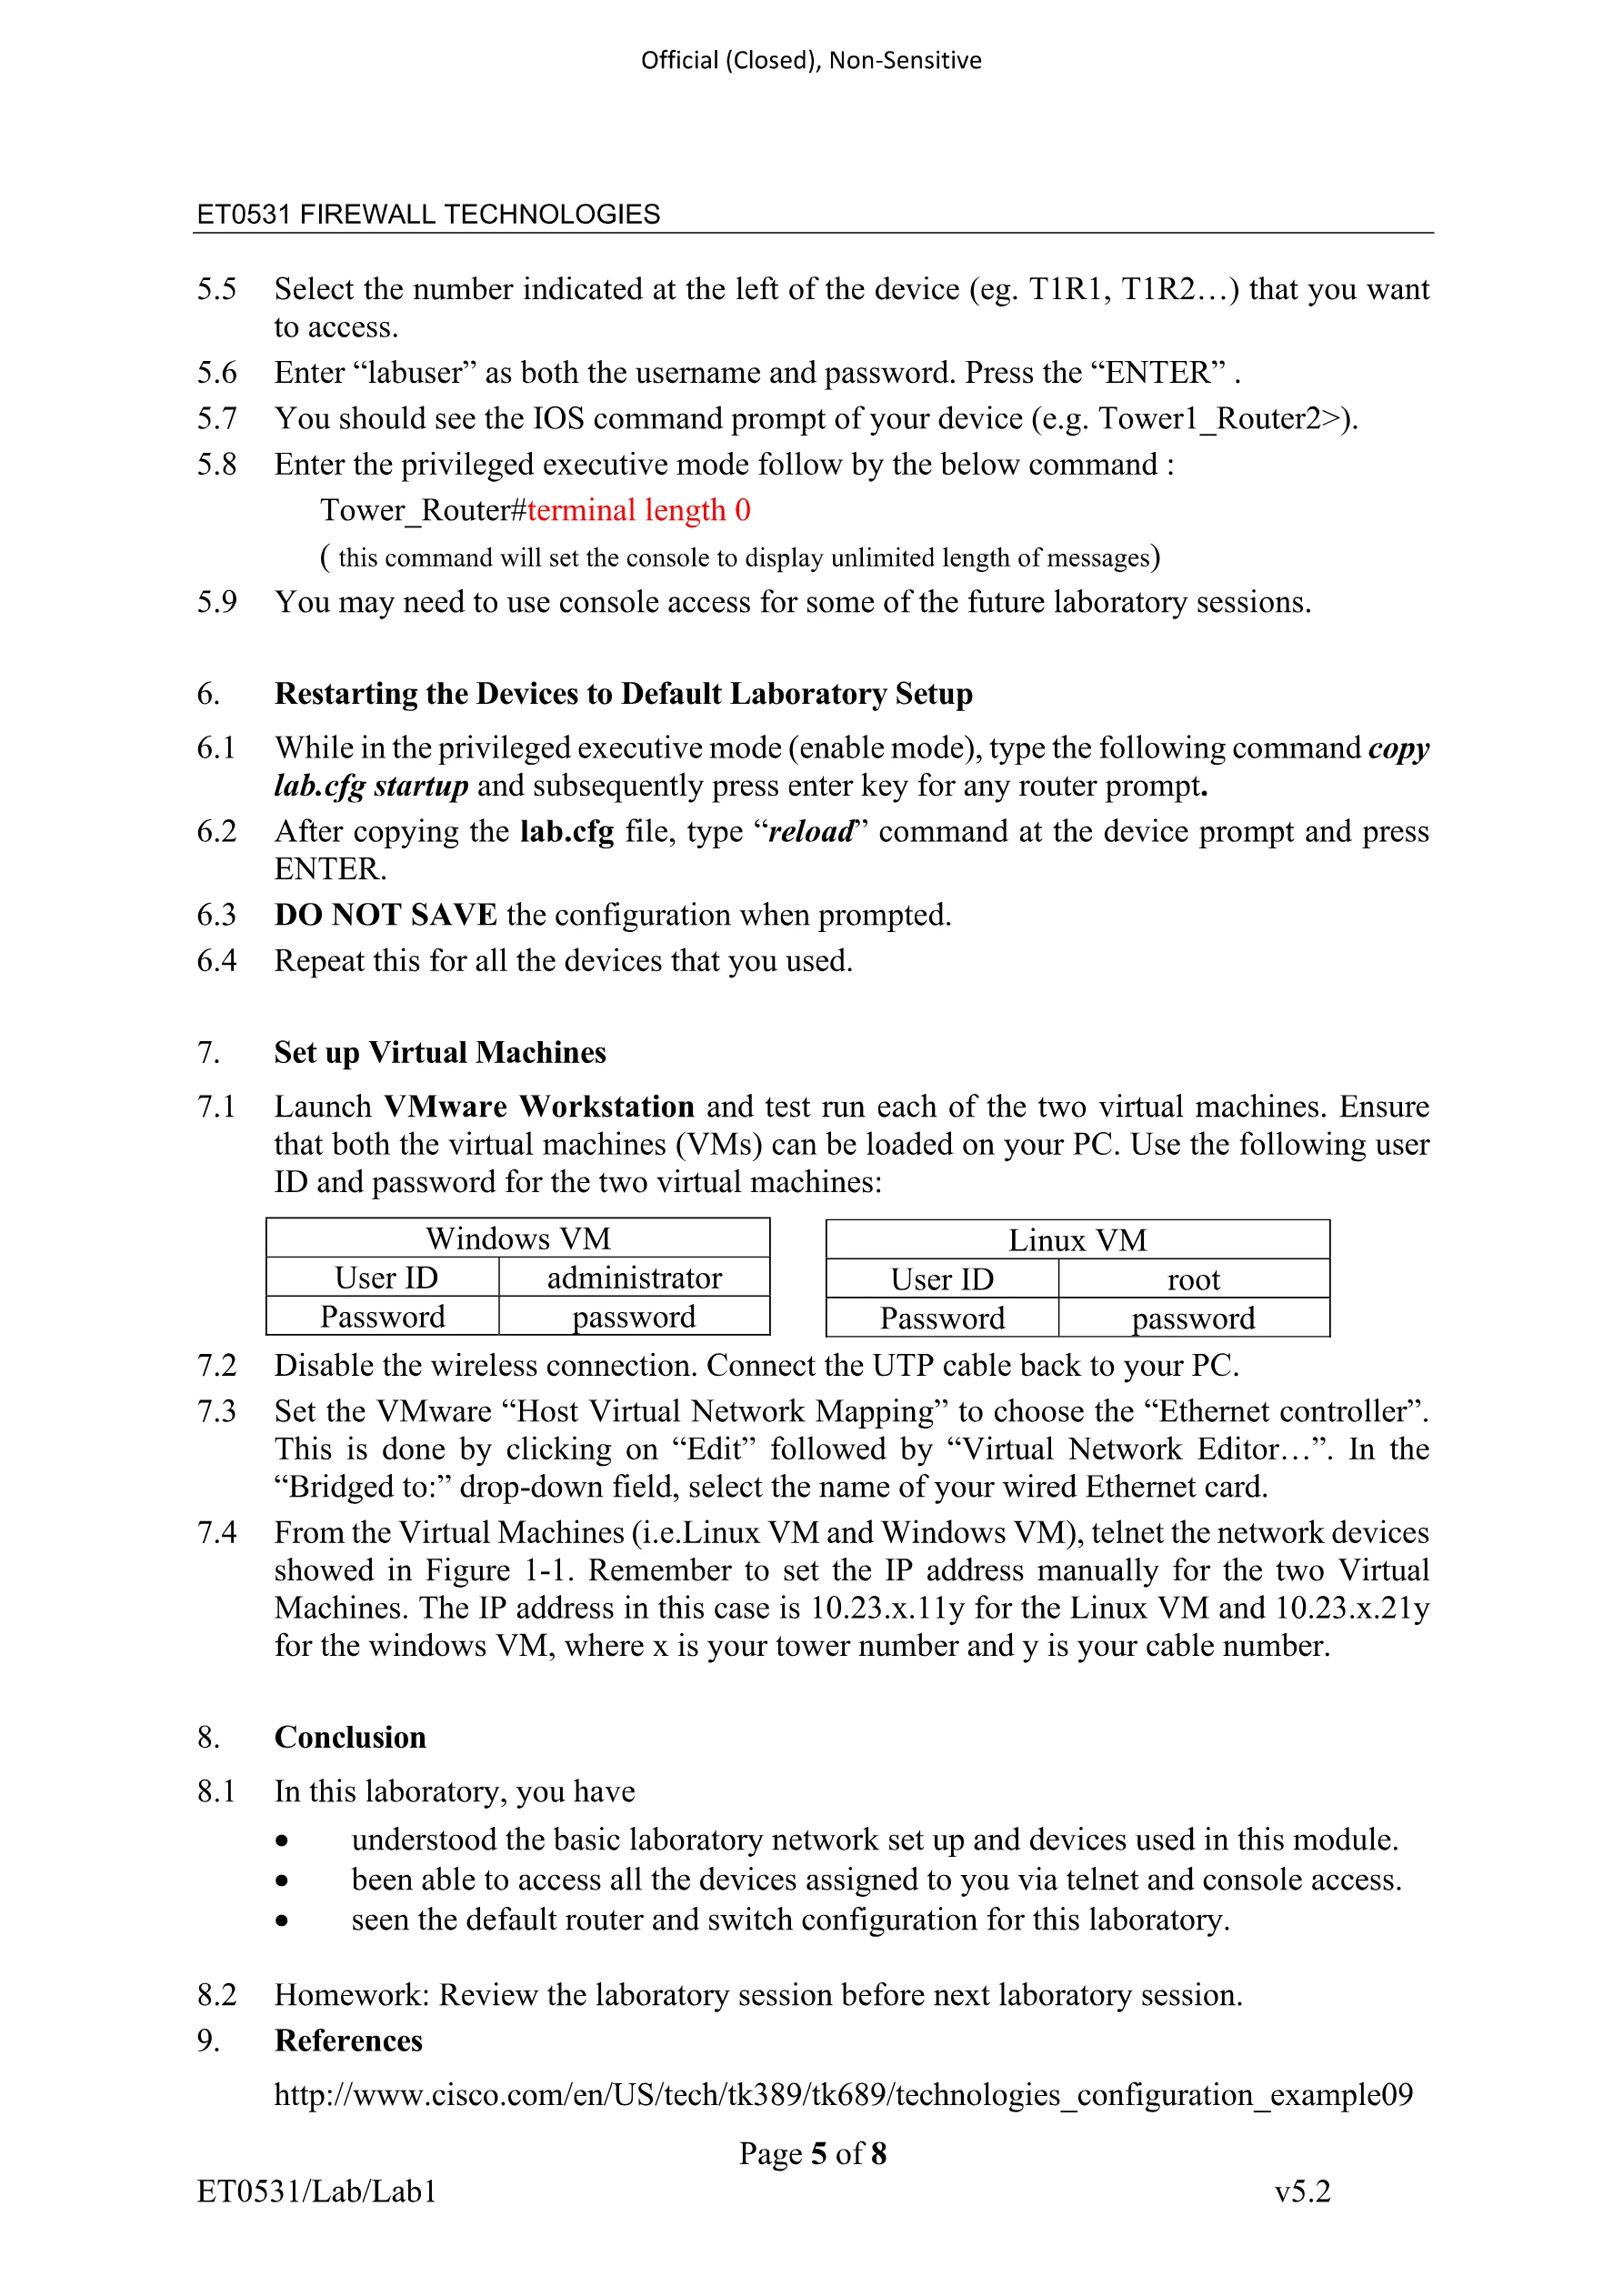 Official (Closed), Non-Sensitive
ET0531 FIREWALL TECHNOLOGIES
5.5 Select the number indicated at the left of the device (eg. T1R1, T1R2…) that you want
to access.
5.6 Enter “labuser” as both the username and password. Press the “ENTER” .
5.7 You should see the IOS command prompt of your device (e.g. Tower1_Router2>).
5.8 Enter the privileged executive mode follow by the below command :
Tower_Router#terminal length 0
( this command will set the console to display unlimited length of messages)
5.9 You may need to use console access for some of the future laboratory sessions.
6. Restarting the Devices to Default Laboratory Setup
6.1 While in the privileged executive mode (enable mode), type the following command copy
lab.cfg startup and subsequently press enter key for any router prompt.
6.2 After copying the lab.cfg file, type “reload” command at the device prompt and press
ENTER.
6.3 DO NOT SAVE the configuration when prompted.
6.4 Repeat this for all the devices that you used.
7. Set up Virtual Machines
7.1 Launch VMware Workstation and test run each of the two virtual machines. Ensure
that both the virtual machines (VMs) can be loaded on your PC. Use the following user
ID and password for the two virtual machines:
Windows VM
User ID administrator
Password password
Linux VM
User ID root
Password password
7.2 Disable the wireless connection. Connect the UTP cable back to your PC.
7.3 Set the VMware “Host Virtual Network Mapping” to choose the “Ethernet controller”.
This is done by clicking on “Edit” followed by “Virtual Network Editor…”. In the
“Bridged to:” drop-down field, select the name of your wired Ethernet card.
7.4 From the Virtual Machines (i.e.Linux VM and Windows VM), telnet the network devices
showed in Figure 1-1. Remember to set the IP address manually for the two Virtual
Machines. The IP address in this case is 10.23.x.11y for the Linux VM and 10.23.x.21y
for the windows VM, where x is your tower number and y is your cable number.
8. Conclusion
8.1 In this laboratory, you have
• understood the basic laboratory network set up and devices used in this module.
• been able to access all the devices assigned to you via telnet and console access.
• seen the default router and switch configuration for this laboratory.
8.2 Homework: Review the laboratory session before next laboratory session.
9. References
http://www.cisco.com/en/US/tech/tk389/tk689/technologies_configuration_example09
Page 5 of 8
ET0531/Lab/Lab1 v5.2